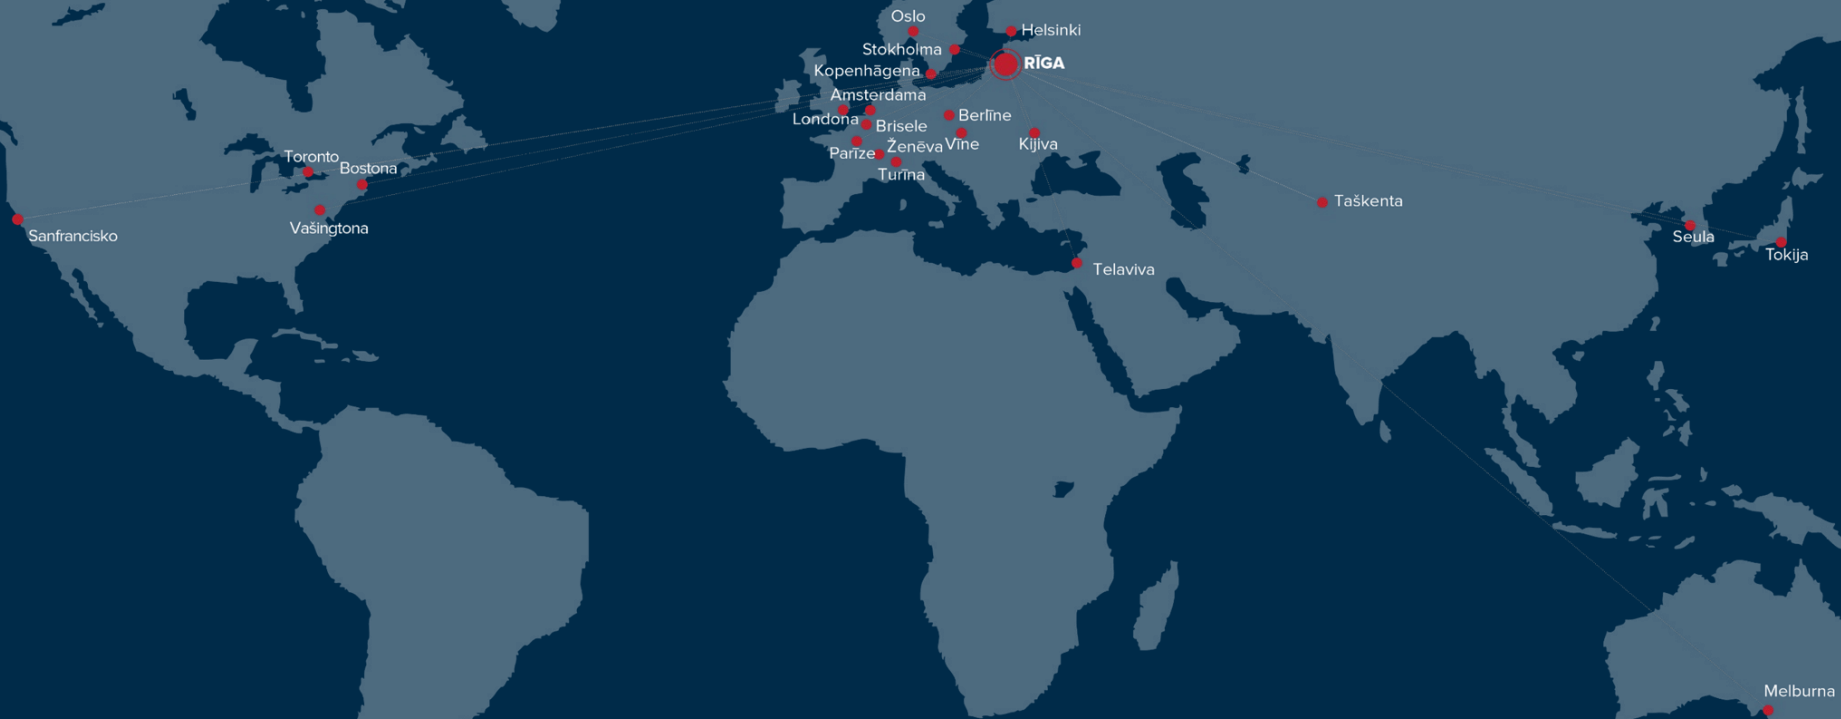 Oslo
Helsinki
Stokholma
RĪGA
Kopenhāgena
Amsterdama
Londona
Berlīne
Brisele
Kijiva
Parīze
Ženēva
Vīne
Turīna
Toronto
Bostona
Vašingtona
Sanfrancisko
Taškenta
Seula
Tokija
Telaviva
Melburna